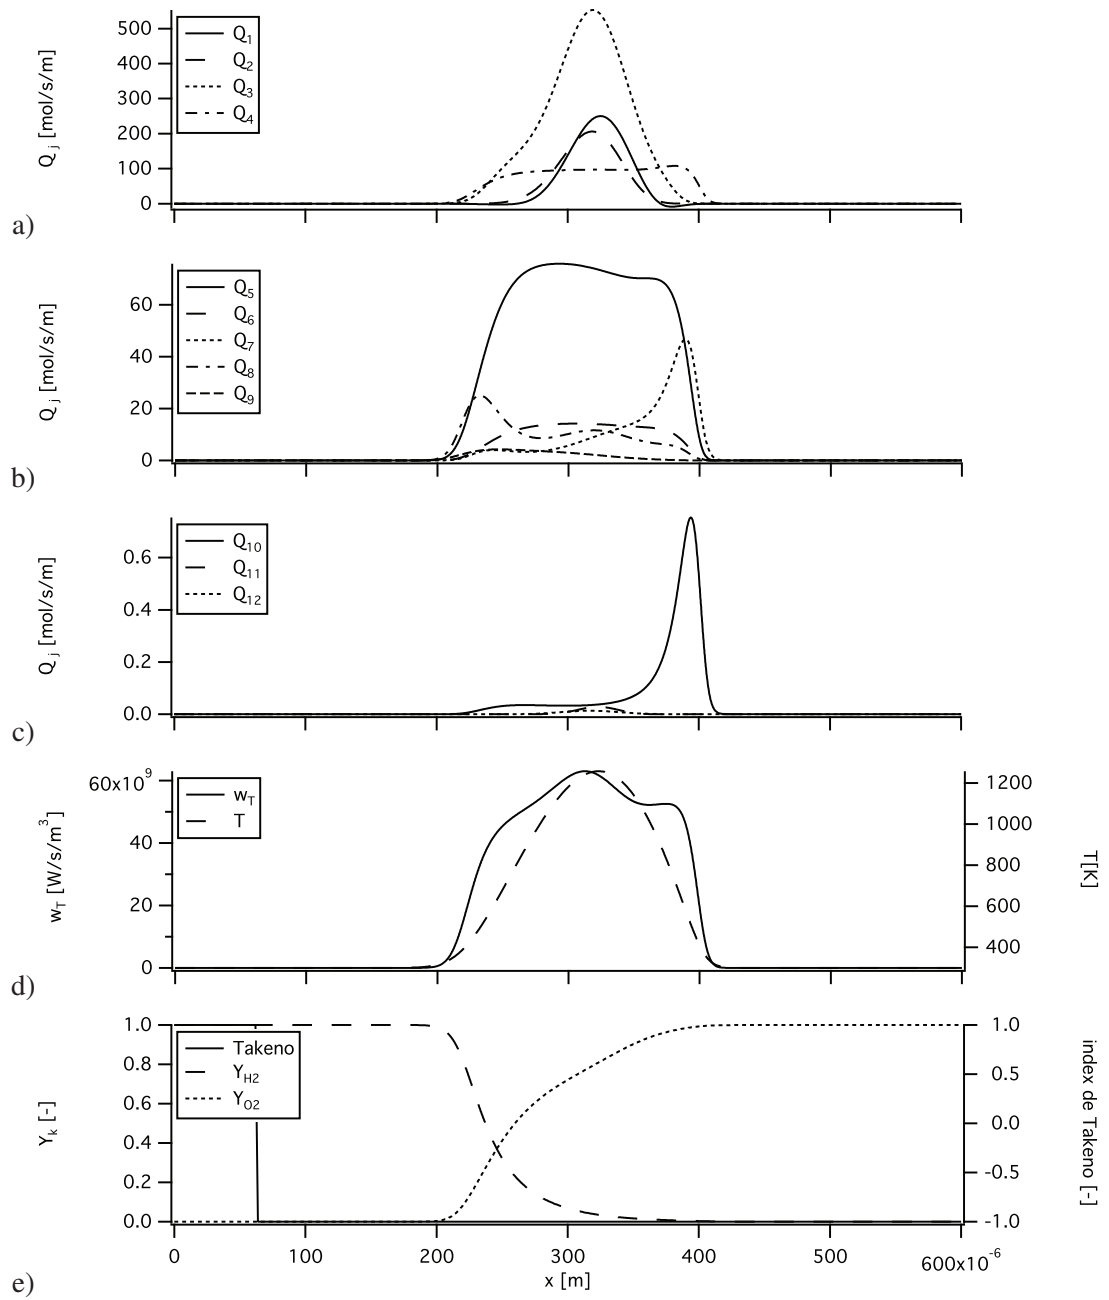 500
400
300
200
100
0
Q j [mol/s/m]
Q1
Q2
Q3
Q4
a)
60
40
20
0
Q j [mol/s/m]
Q5
Q6
Q7
Q8
Q9
b)
0.6
0.4
0.2
0.0
Q j [mol/s/m]
Q10
Q11
Q12
c)
60x10^9
40
20
0
wT [W/s/m^3]
wT
T
1200
1000
800
600
400
T[K]
d)
1.0
0.8
0.6
0.4
0.2
0.0
Yk [-]
Takeno
YH2
YO2
1.0
0.5
0.0
-0.5
-1.0
index de Takeno [-]
0 100 200 300 400 500 600x10^-6
x [m]
e)